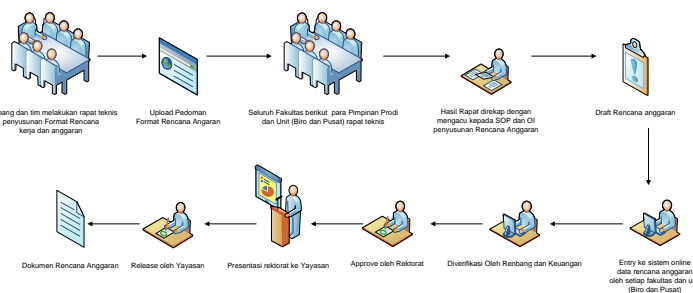 bang dan tim melakukan rapat teknis
penyusunan Format Rencana
kerja dan anggaran
Upload Pedoman
Format Rencana Angaran
Seluruh Fakultas berikut para Pimpinan Prodi
dan Unit (Biro dan Pusat) rapat teknis
Hasil Rapat direkap dengan
mengacu kepada SOP dan OI
penyusunan Rencana Anggaran
Draft Rencana anggaran
Dokumen Rencana Anggaran
Release oleh Yayasan
Presentasi rektorat ke Yayasan
Approve oleh Rektorat
Diverifikasi Oleh Renbang dan Keuangan
Entry ke sistem online
data rencana anggaran
oleh setiap fakultas dan u
(Biro dan Pusat)